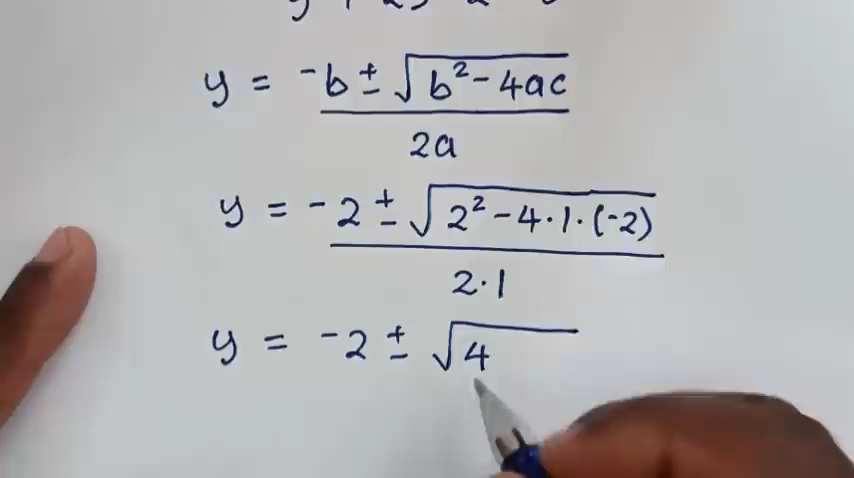 y = -b ± √(b² - 4ac) / 2a
y = -2 ± √(2² - 4·1·(-2)) / 2·1
y = -2 ± √4